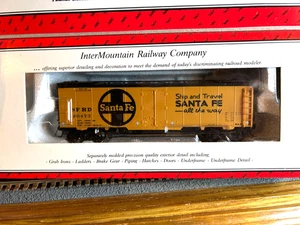 InterMountain Railway Company
... offering superior detailing and decoration to meet the demand of today's discriminating railroad modeler
Santa Fe
Ship and Travel
SANTA FE
all the way
SFRD
Separately molded precision quality exterior detail including
- Grab Irons - Ladders - Brake Gear - Piping - Hatches - Doors - Underframe - Underframe Detail -